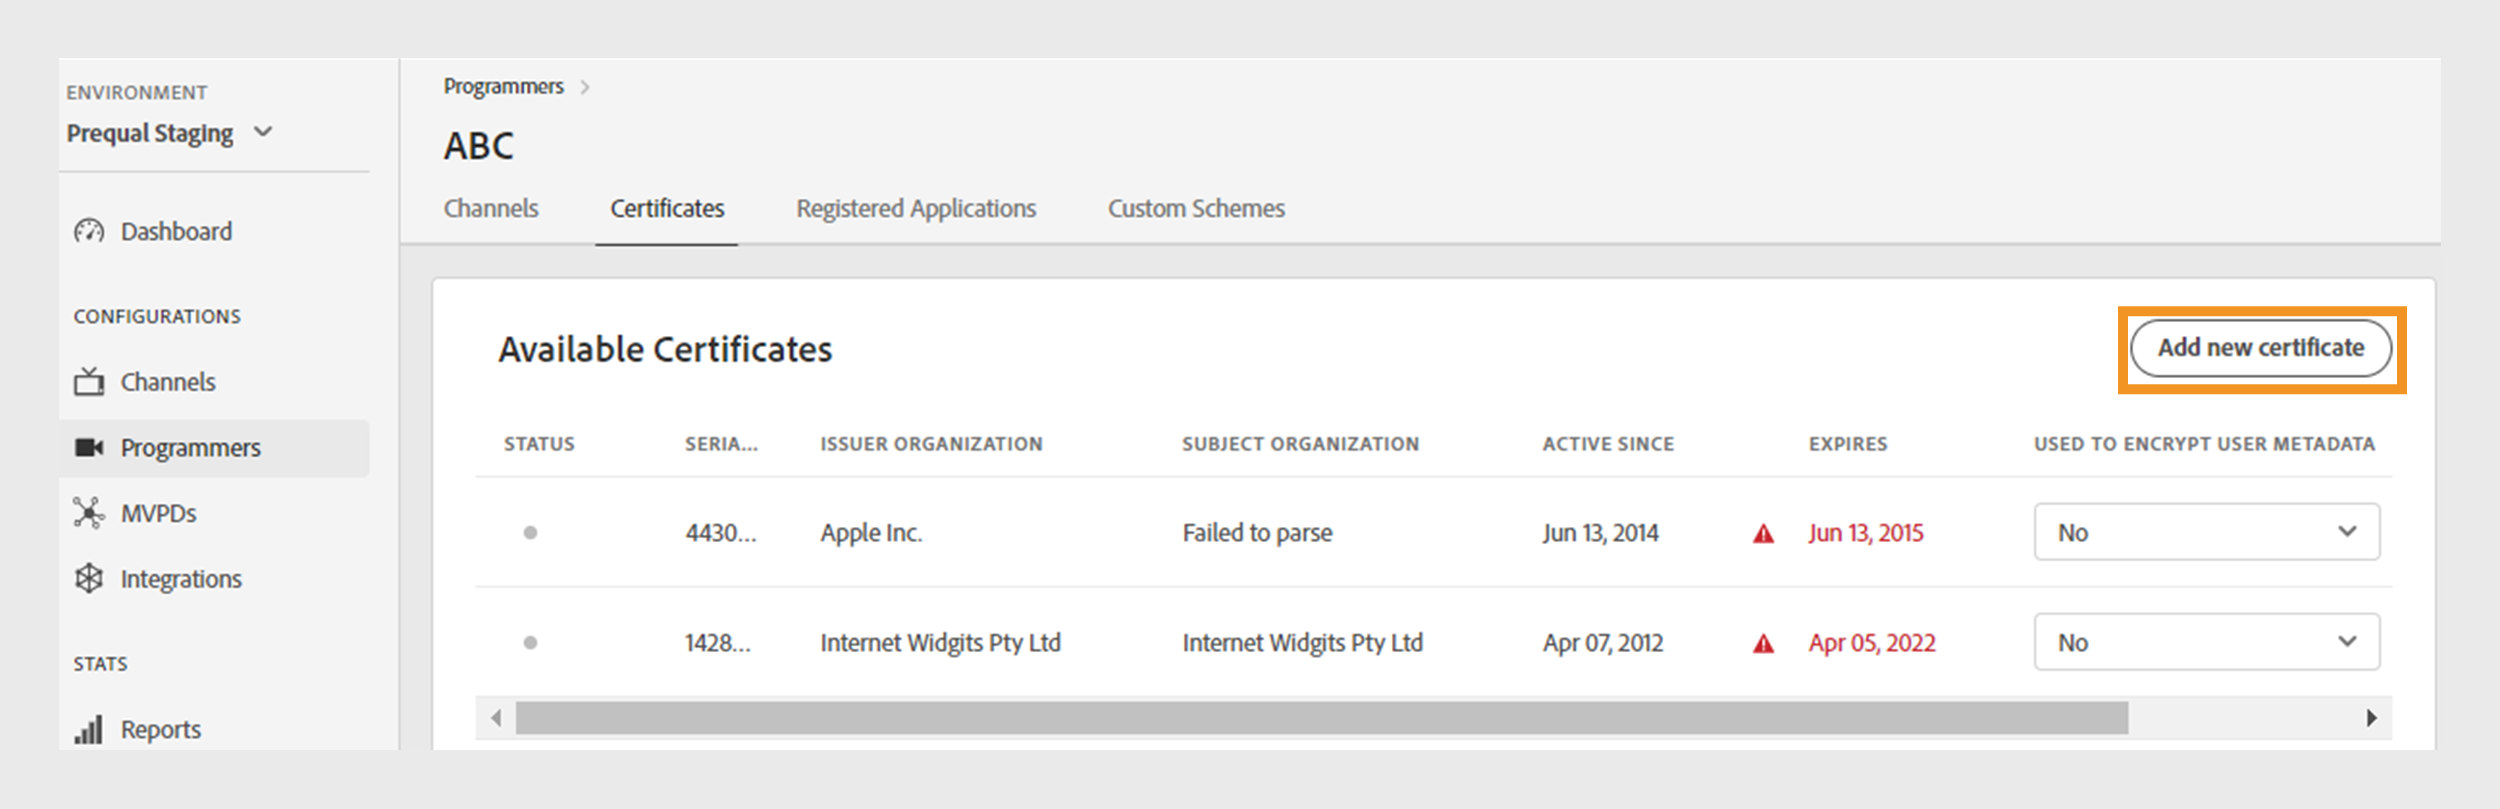 ENVIRONMENT
Prequal Staging
Dashboard
CONFIGURATIONS
Channels
Programmers
MVPDs
Integrations
STATS
Reports
Programmers
ABC
Channels Certificates Registered Applications Custom Schemes
Available Certificates
Add new certificate
STATUS SERIA... ISSUER ORGANIZATION SUBJECT ORGANIZATION ACTIVE SINCE EXPIRES USED TO ENCRYPT USER METADATA
4430... Apple Inc. Failed to parse Jun 13, 2014 Jun 13, 2015 No
1428... Internet Widgits Pty Ltd Internet Widgits Pty Ltd Apr 07, 2012 Apr 05, 2022 No